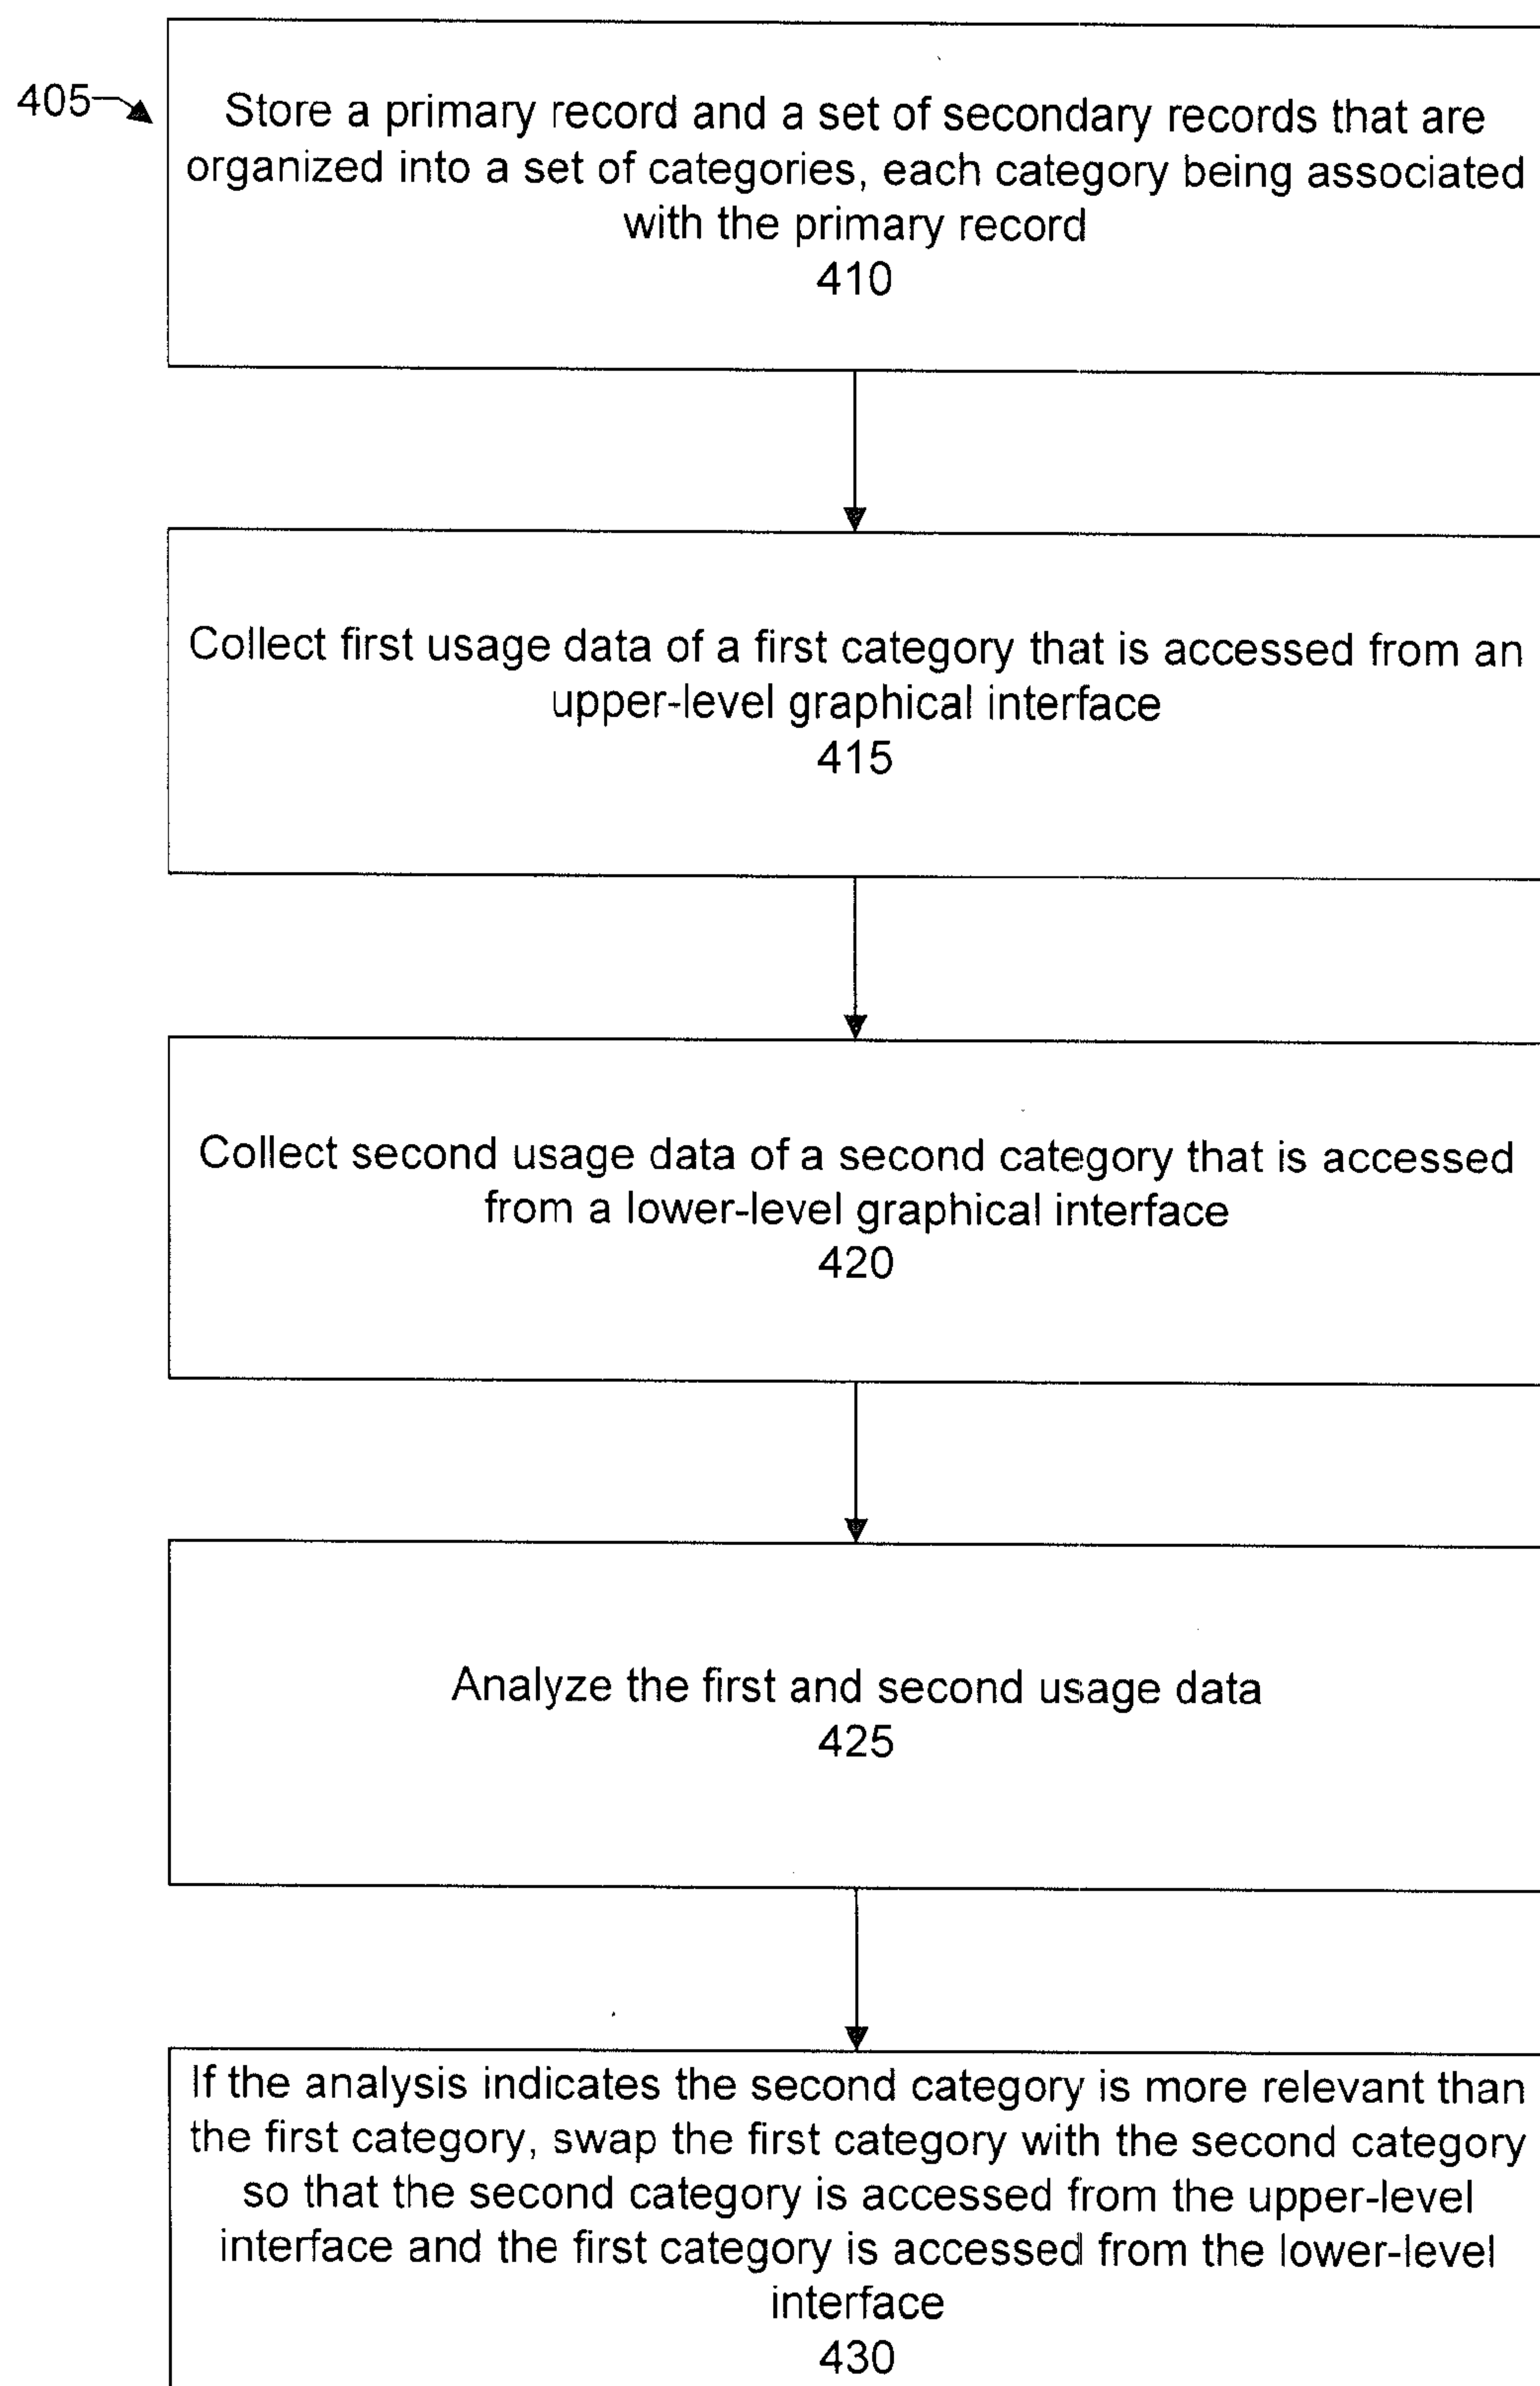 405
Store a primary record and a set of secondary records that are
organized into a set of categories, each category being associated
with the primary record
410
Collect first usage data of a first category that is accessed from an
upper-level graphical interface
415
Collect second usage data of a second category that is accessed
from a lower-level graphical interface
420
Analyze the first and second usage data
425
If the analysis indicates the second category is more relevant than
the first category, swap the first category with the second category
so that the second category is accessed from the upper-level
interface and the first category is accessed from the lower-level
interface
430